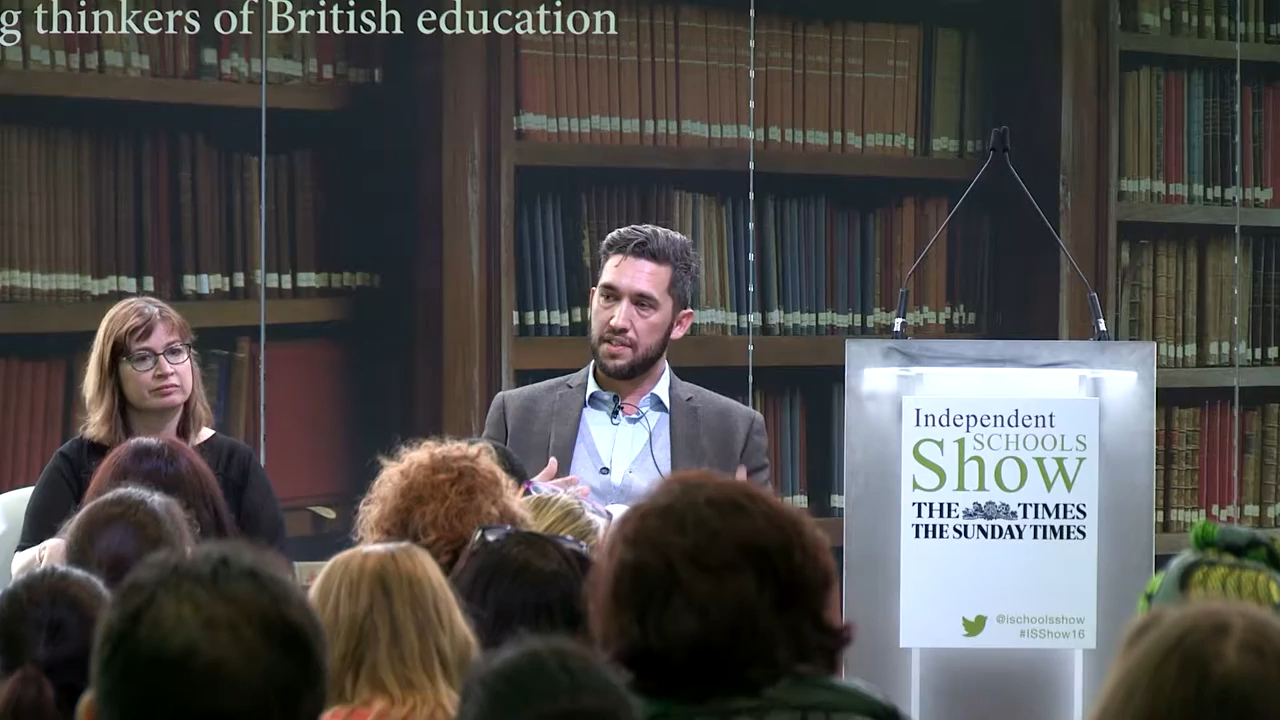 g thinkers of British education
Independent
SCHOOLS
Show
THE TIMES
THE SUNDAY TIMES
@ischoolsshow
#ISShow16